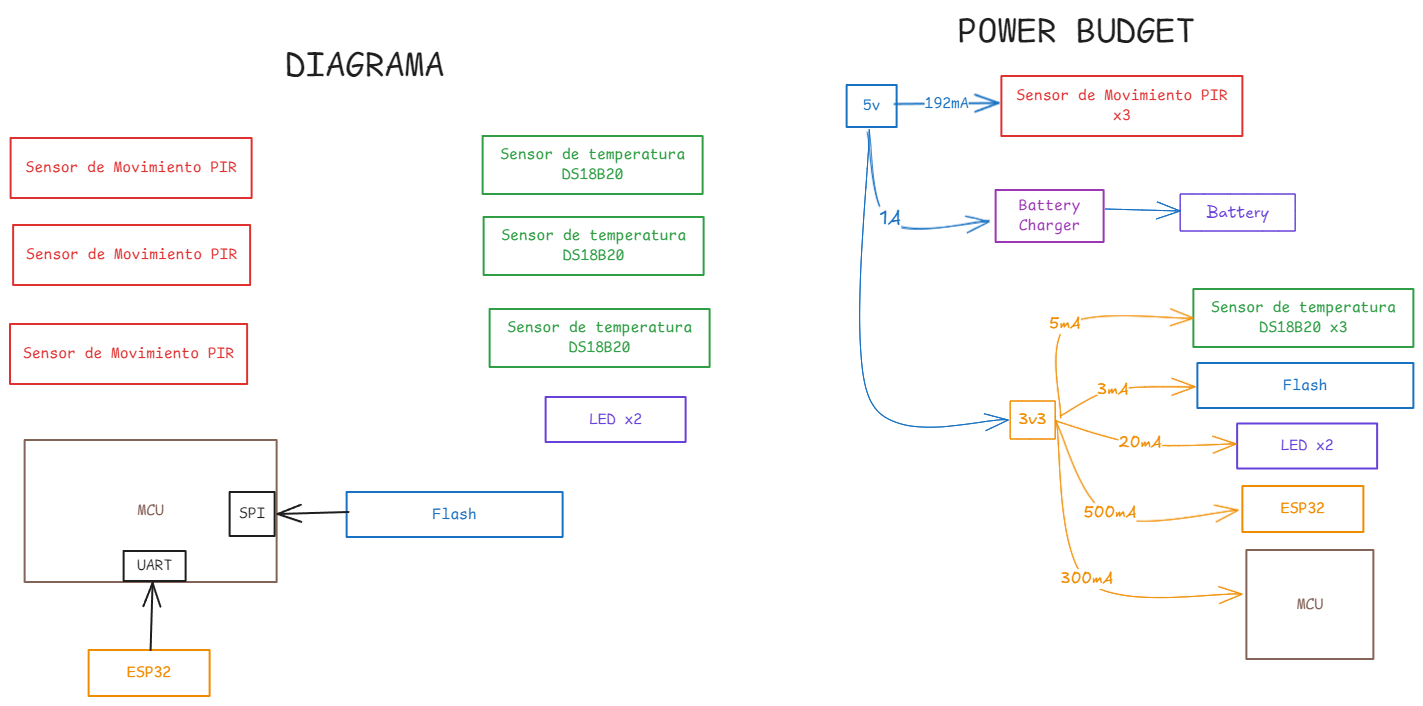 DIAGRAMA
Sensor de Movimiento PIR
Sensor de Movimiento PIR
Sensor de Movimiento PIR
Sensor de temperatura
DS18B20
Sensor de temperatura
DS18B20
Sensor de temperatura
DS18B20
LED x2
MCU
SPI
UART
Flash
ESP32
POWER BUDGET
5v
192mA
Sensor de Movimiento PIR
x3
1A
Battery
Charger
Battery
3v3
5mA
Sensor de temperatura
DS18B20 x3
3mA
Flash
20mA
LED x2
500mA
ESP32
300mA
MCU